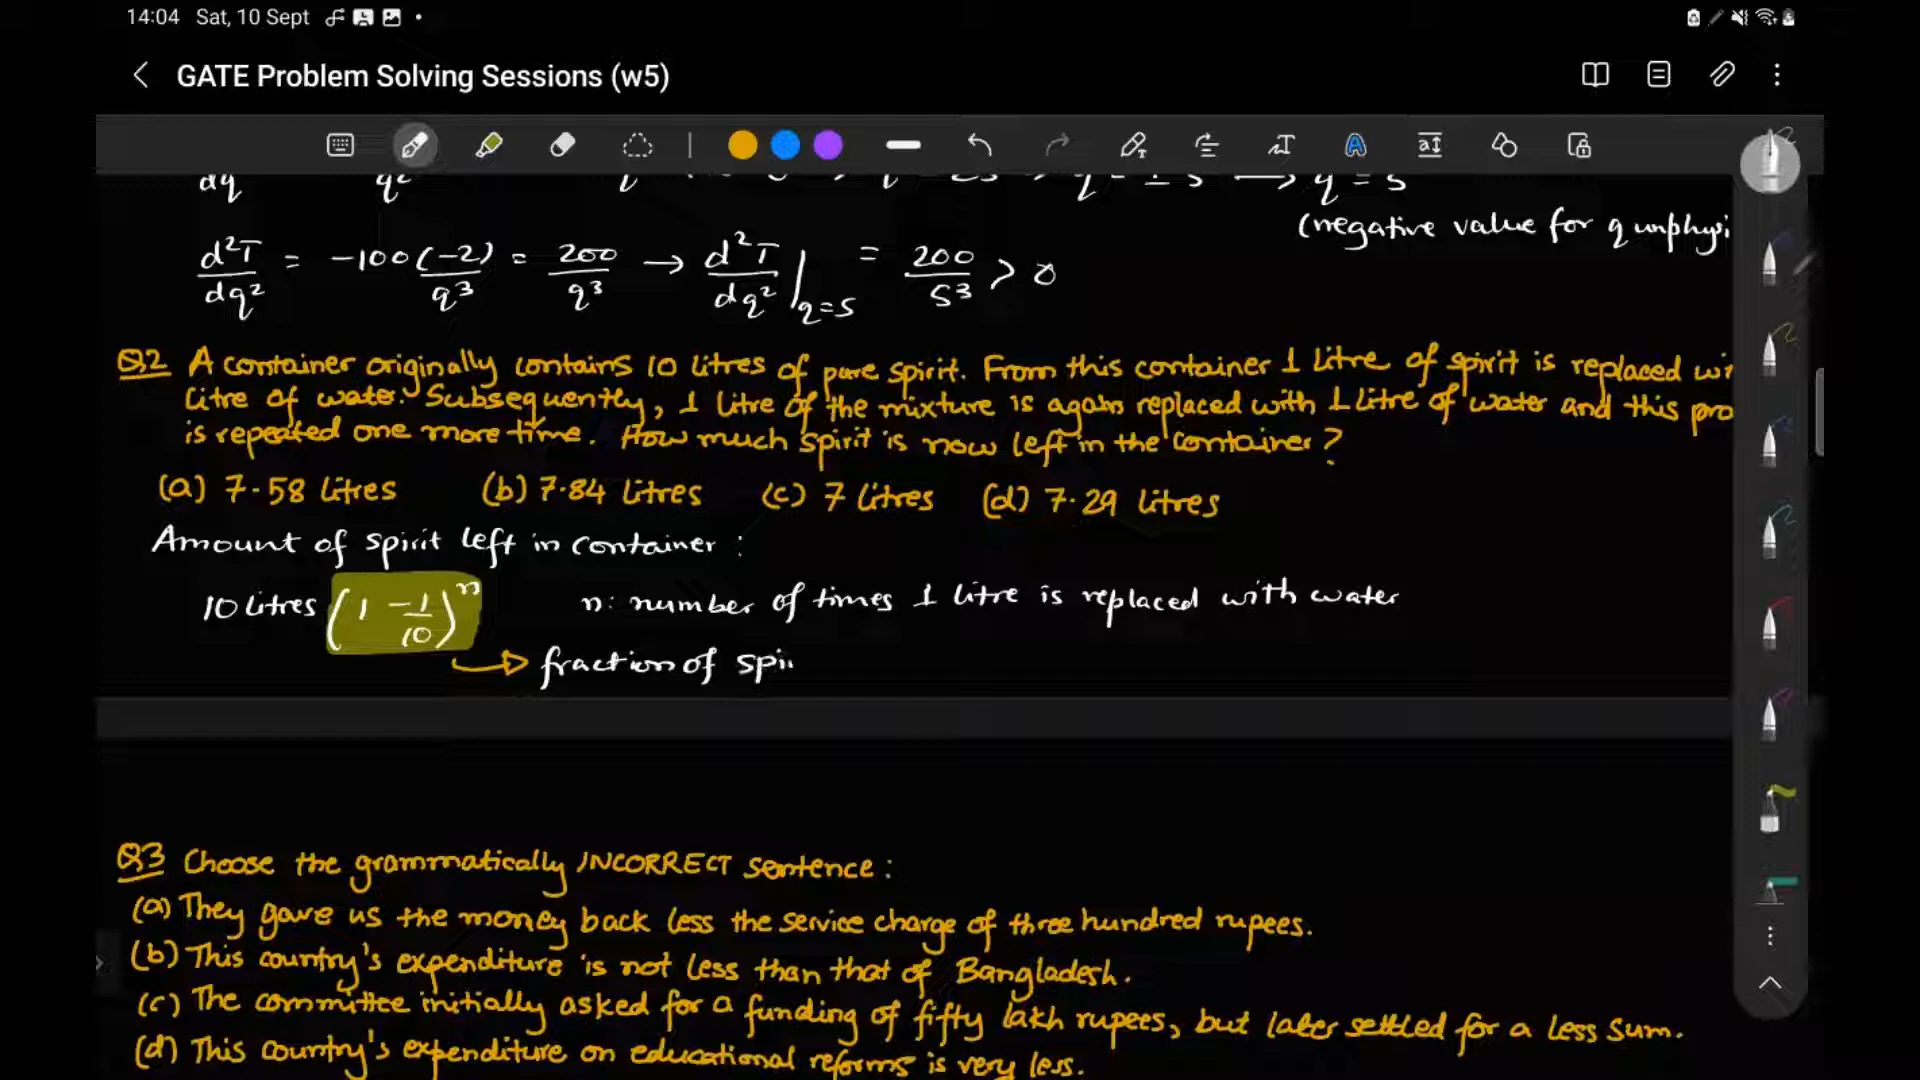 14:04 Sat, 10 Sept
GATE Problem Solving Sessions (w5)
(negative value for q unphysi
d²T/dq² = -100(-2)/q³ = 200/q³ → d²T/dq² |q=5 = 200/5³ > 0
Q2 A container originally contains 10 litres of pure spirit. From this container 1 litre of spirit is replaced wi
litre of water. Subsequently, 1 litre of the mixture is again replaced with 1 litre of water and this pro
is repeated one more time. How much spirit is now left in the container?
(a) 7.58 litres (b) 7.84 litres (c) 7 litres (d) 7.29 litres
Amount of spirit left in container :
10 litres (1 - 1/10)^n n: number of times 1 litre is replaced with water
→ fraction of spi
Q3 Choose the grammatically INCORRECT sentence :
(a) They gave us the money back less the service charge of three hundred rupees.
(b) This country's expenditure is not less than that of Bangladesh.
(c) The committee initially asked for a funding of fifty lakh rupees, but later settled for a less sum.
(d) This country's expenditure on educational reforms is very less.